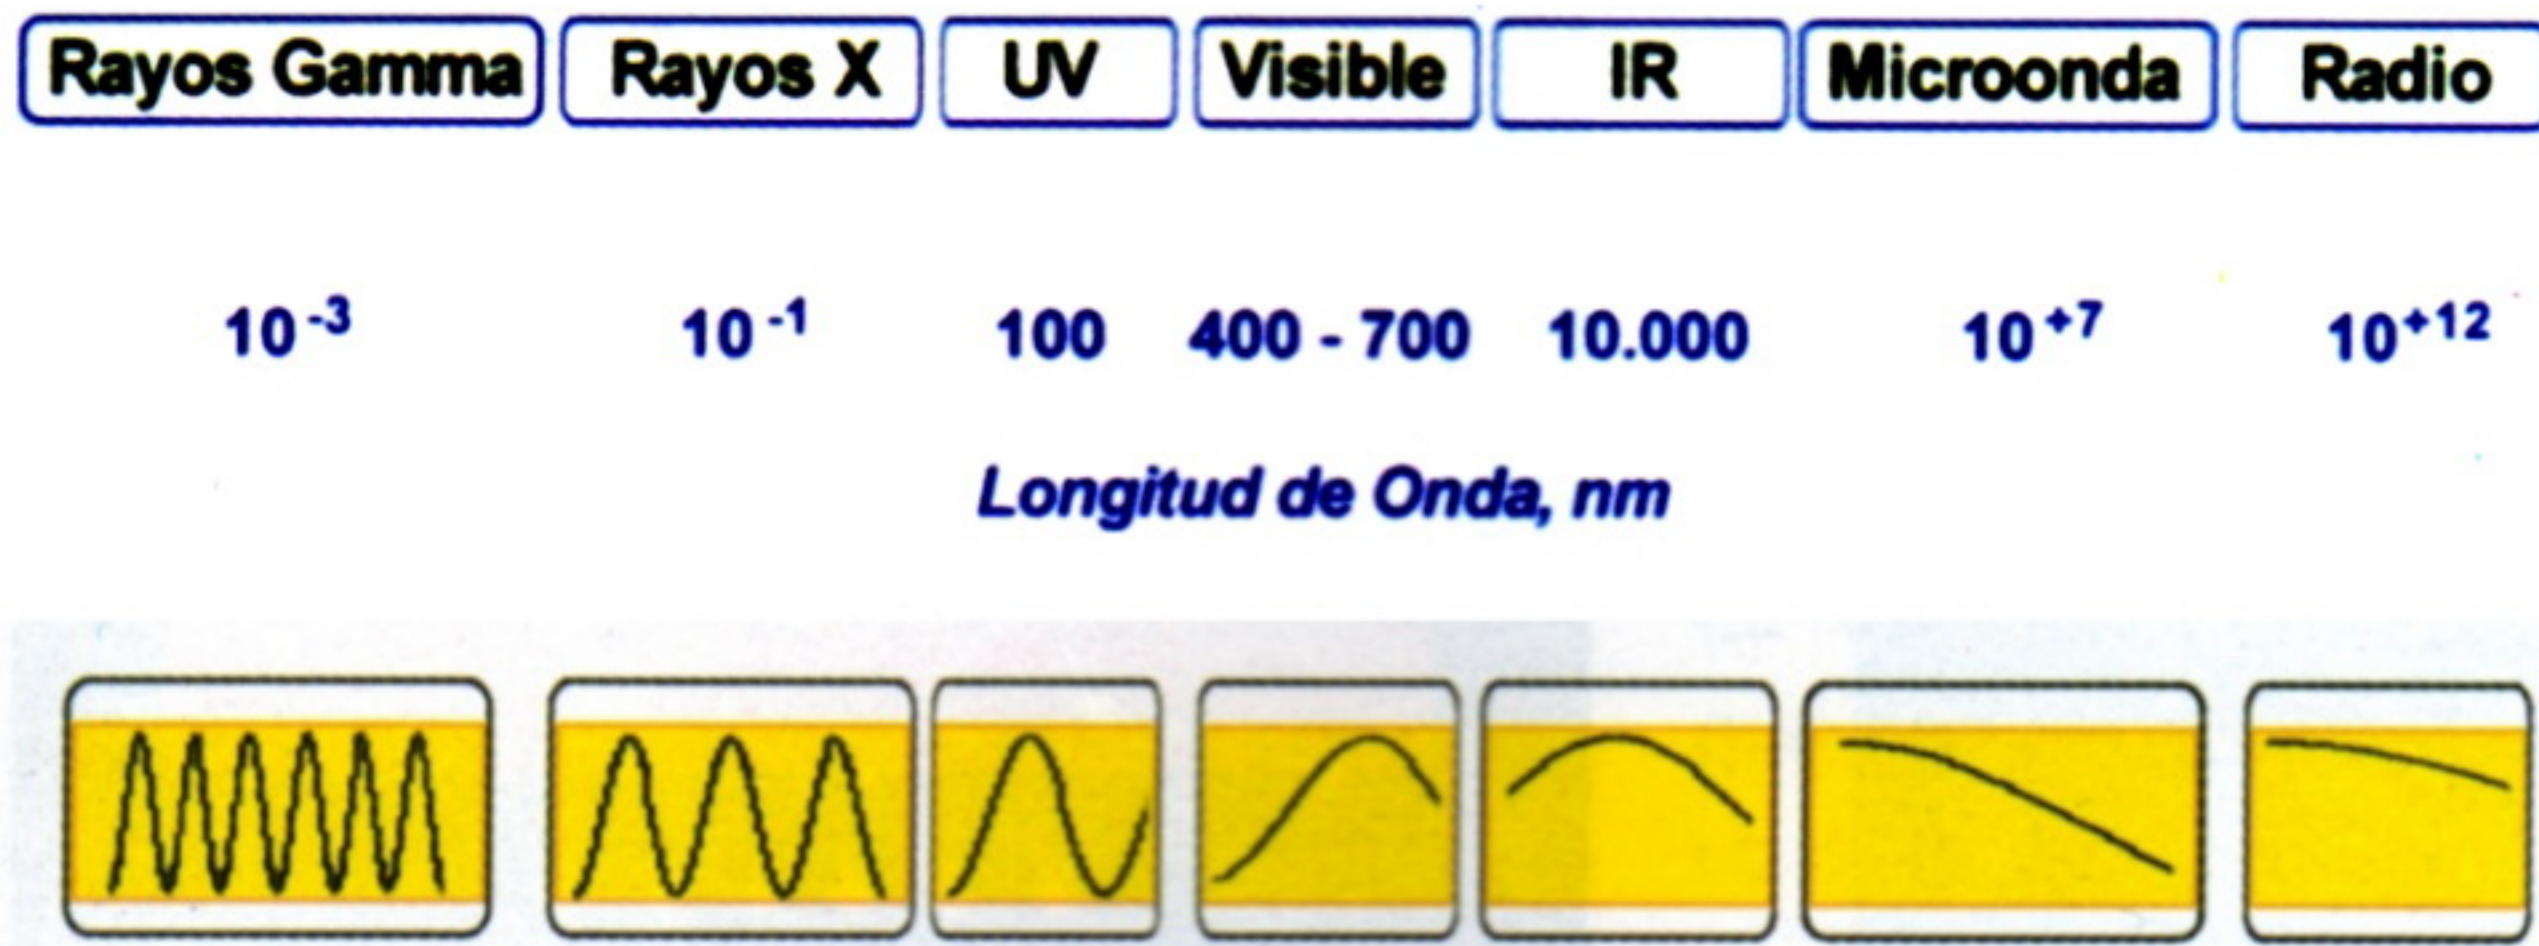 Rayos Gamma Rayos X UV Visible IR Microonda Radio
10⁻³ 10⁻¹ 100 400 - 700 10.000 10⁺⁷ 10⁺¹²
Longitud de Onda, nm